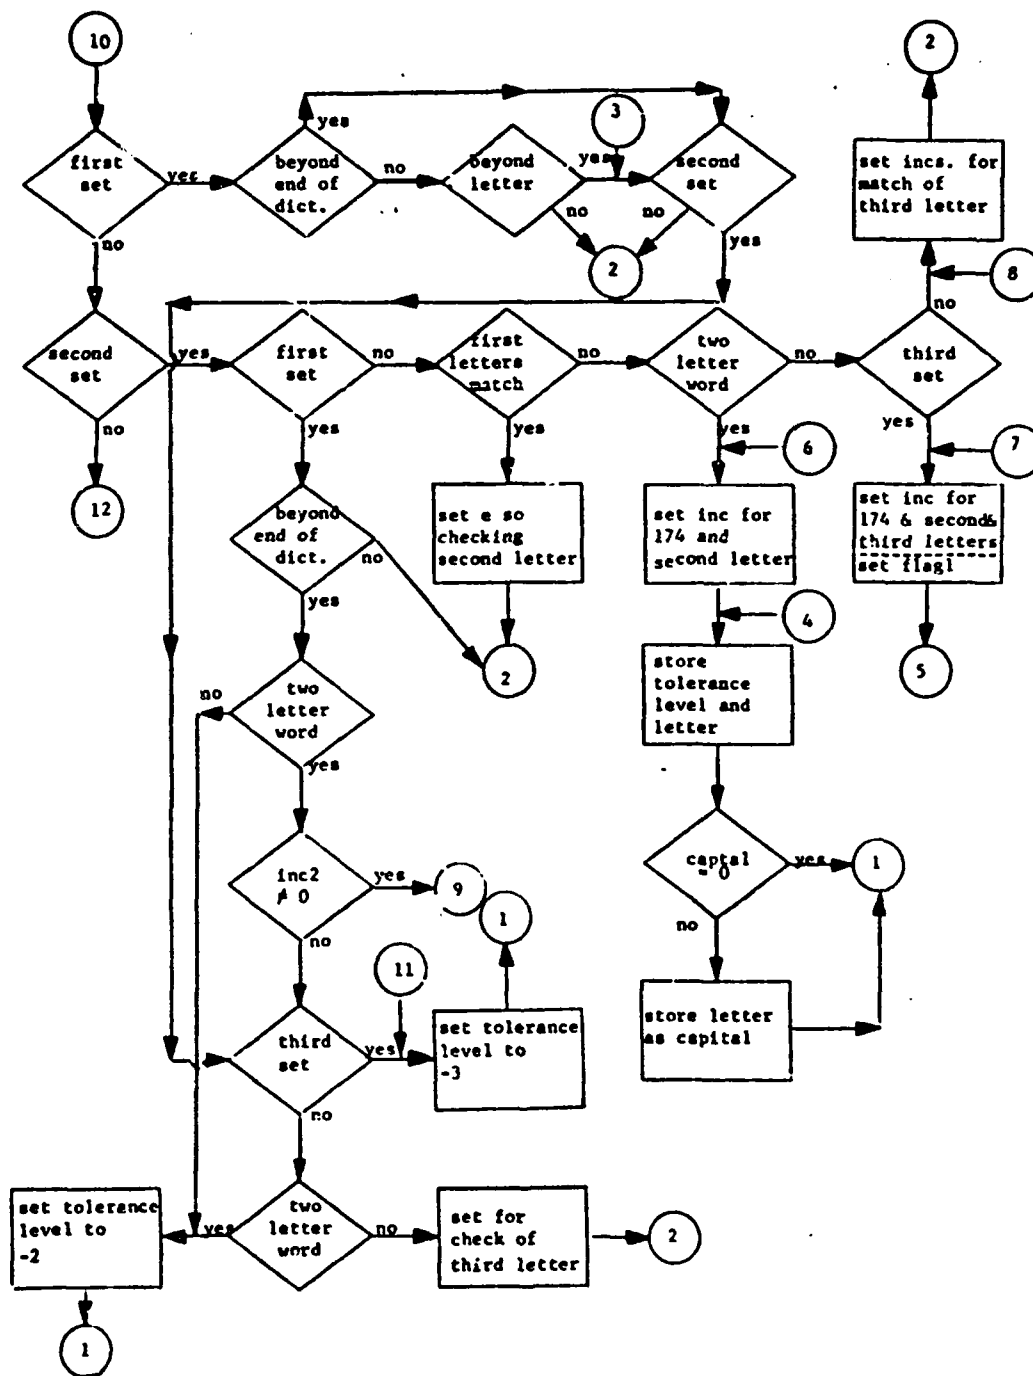 10
2
3
yes
first
set
yes
beyond
end of
dict.
no
beyond
letter
yes
second
set
set incs. for
match of
third letter
no
no
no
yes
2
8
no
second
set
yes
first
set
no
first
letters
match
no
two
letter
word
no
third
set
no
yes
yes
yes
yes
6
7
12
beyond
end of
dict.
no
set e so
checking
second letter
set inc for
174 and
second letter
set inc for
174 & second&
third letters
set flag1
yes
4
no
two
letter
word
2
store
tolerance
level and
letter
5
yes
inc2
≠ 0
yes
9
1
captal
= 0
yes
1
no
no
11
third
set
yes
set tolerance
level to
-3
store letter
as capital
no
set tolerance
level to
-2
yes
two
letter
word
no
set for
check of
third letter
2
1